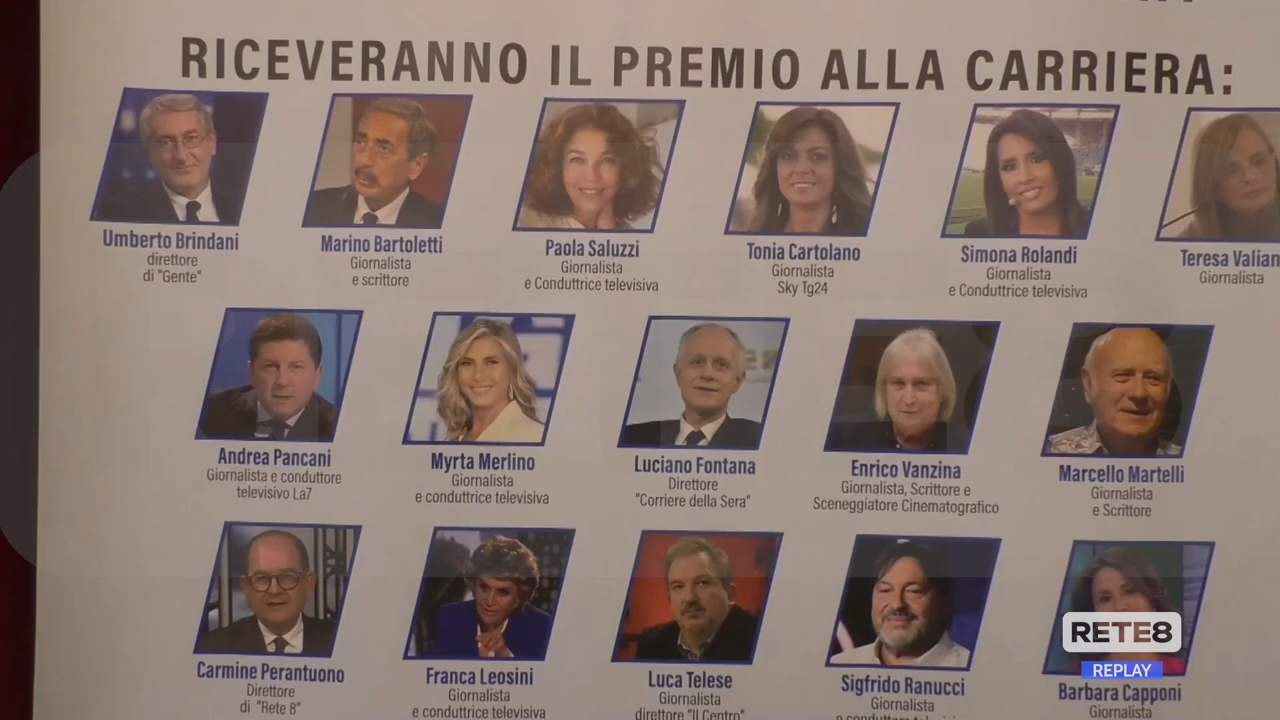 RICEVERANNO IL PREMIO ALLA CARRIERA:
Umberto Brindani
direttore
di "Gente"
Marino Bartoletti
Giornalista
e scrittore
Paola Saluzzi
Giornalista
e Conduttrice televisiva
Tonia Cartolano
Giornalista
Sky Tg24
Simona Rolandi
Giornalista
e Conduttrice televisiva
Teresa Valian
Giornalista
Andrea Pancani
Giornalista e conduttore
televisivo La7
Myrta Merlino
Giornalista
e conduttrice televisiva
Luciano Fontana
Direttore
"Corriere della Sera"
Enrico Vanzina
Giornalista, Scrittore e
Sceneggiatore Cinematografico
Marcello Martelli
Giornalista
e Scrittore
Carmine Perantuono
Direttore
di "Rete 8"
Franca Leosini
Giornalista
e conduttrice televisiva
Luca Telese
Giornalista
direttore "Il Centro"
Sigfrido Ranucci
Giornalista
Barbara Capponi
Giornalista
RETE8
REPLAY